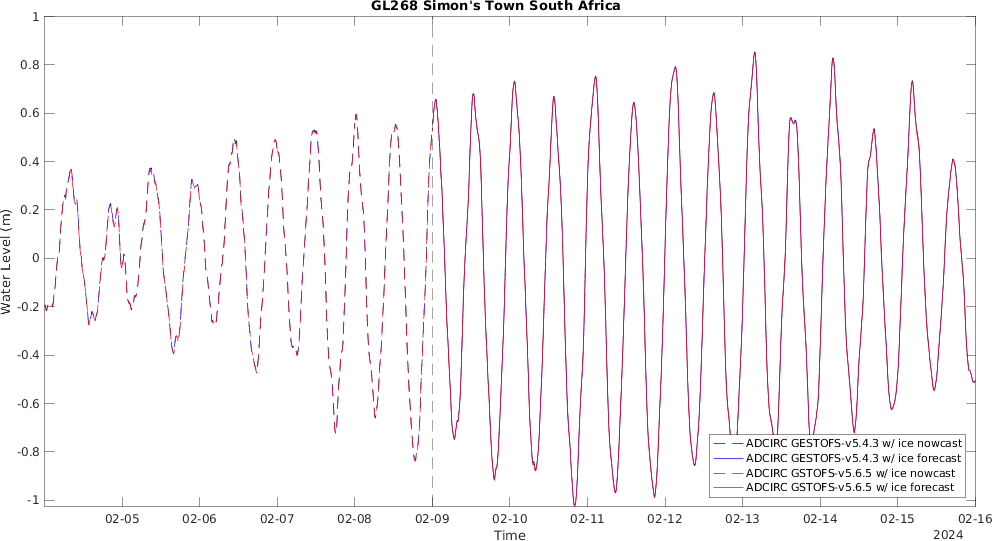 GL268 Simon's Town South Africa
1
0.8
0.6
0.4
0.2
0
-0.2
-0.4
-0.6
-0.8
-1
Water Level (m)
ADCIRC GESTOFS-v5.4.3 w/ ice nowcast
ADCIRC GESTOFS-v5.4.3 w/ ice forecast
ADCIRC GSTOFS-v5.6.5 w/ ice nowcast
ADCIRC GSTOFS-v5.6.5 w/ ice forecast
02-05 02-06 02-07 02-08 02-09 02-10 02-11 02-12 02-13 02-14 02-15 02-16
Time
2024